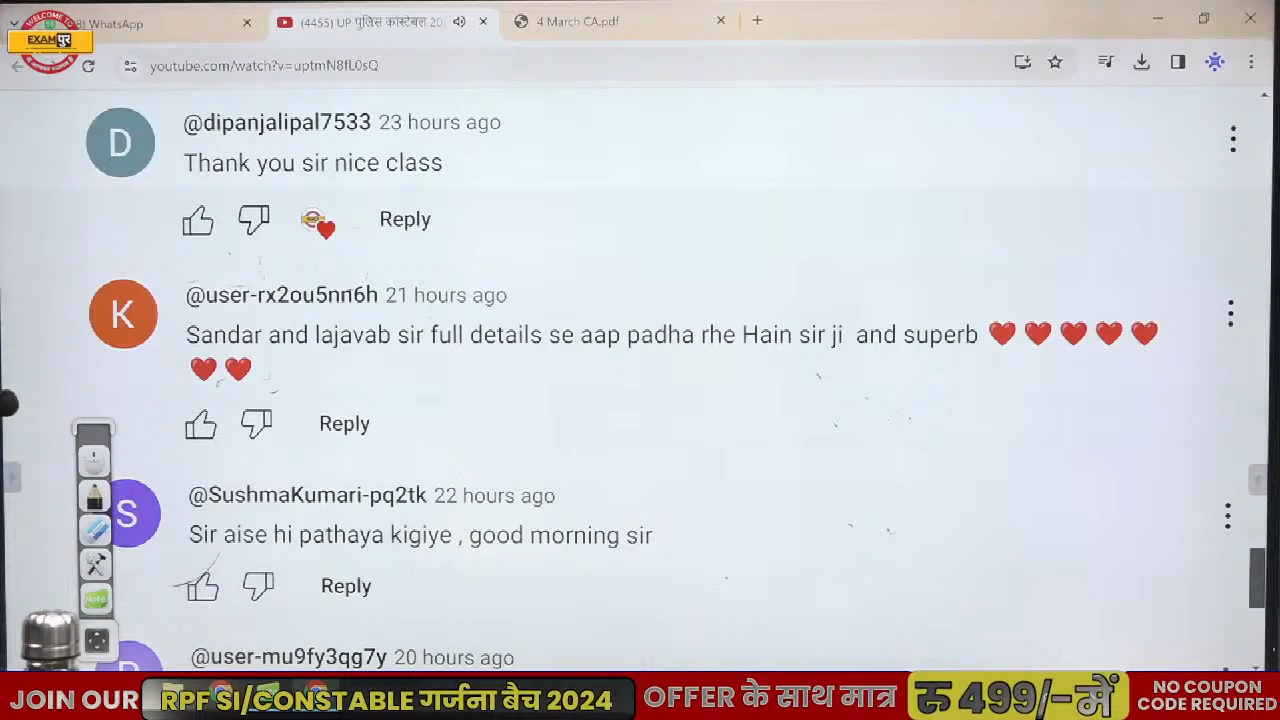 WELCOME TO
EXAMपुर
WhatsApp
(4455) UP पुलिस कांस्टेबल 20
4 March CA.pdf
youtube.com/watch?v=uptmN8fL0sQ
D
@dipanjalipal7533 23 hours ago
Thank you sir nice class
Reply
K
@user-rx2ou5nn6h 21 hours ago
Sandar and lajavab sir full details se aap padha rhe Hain sir ji and superb ❤❤❤❤❤
❤❤
Reply
S
@SushmaKumari-pq2tk 22 hours ago
Sir aise hi pathaya kigiye , good morning sir
Reply
@user-mu9fy3qg7y 20 hours ago
JOIN OUR RPF SI/CONSTABLE गर्जना बैच 2024 OFFER के साथ मात्र रु 499/-में NO COUPON
CODE REQUIRED